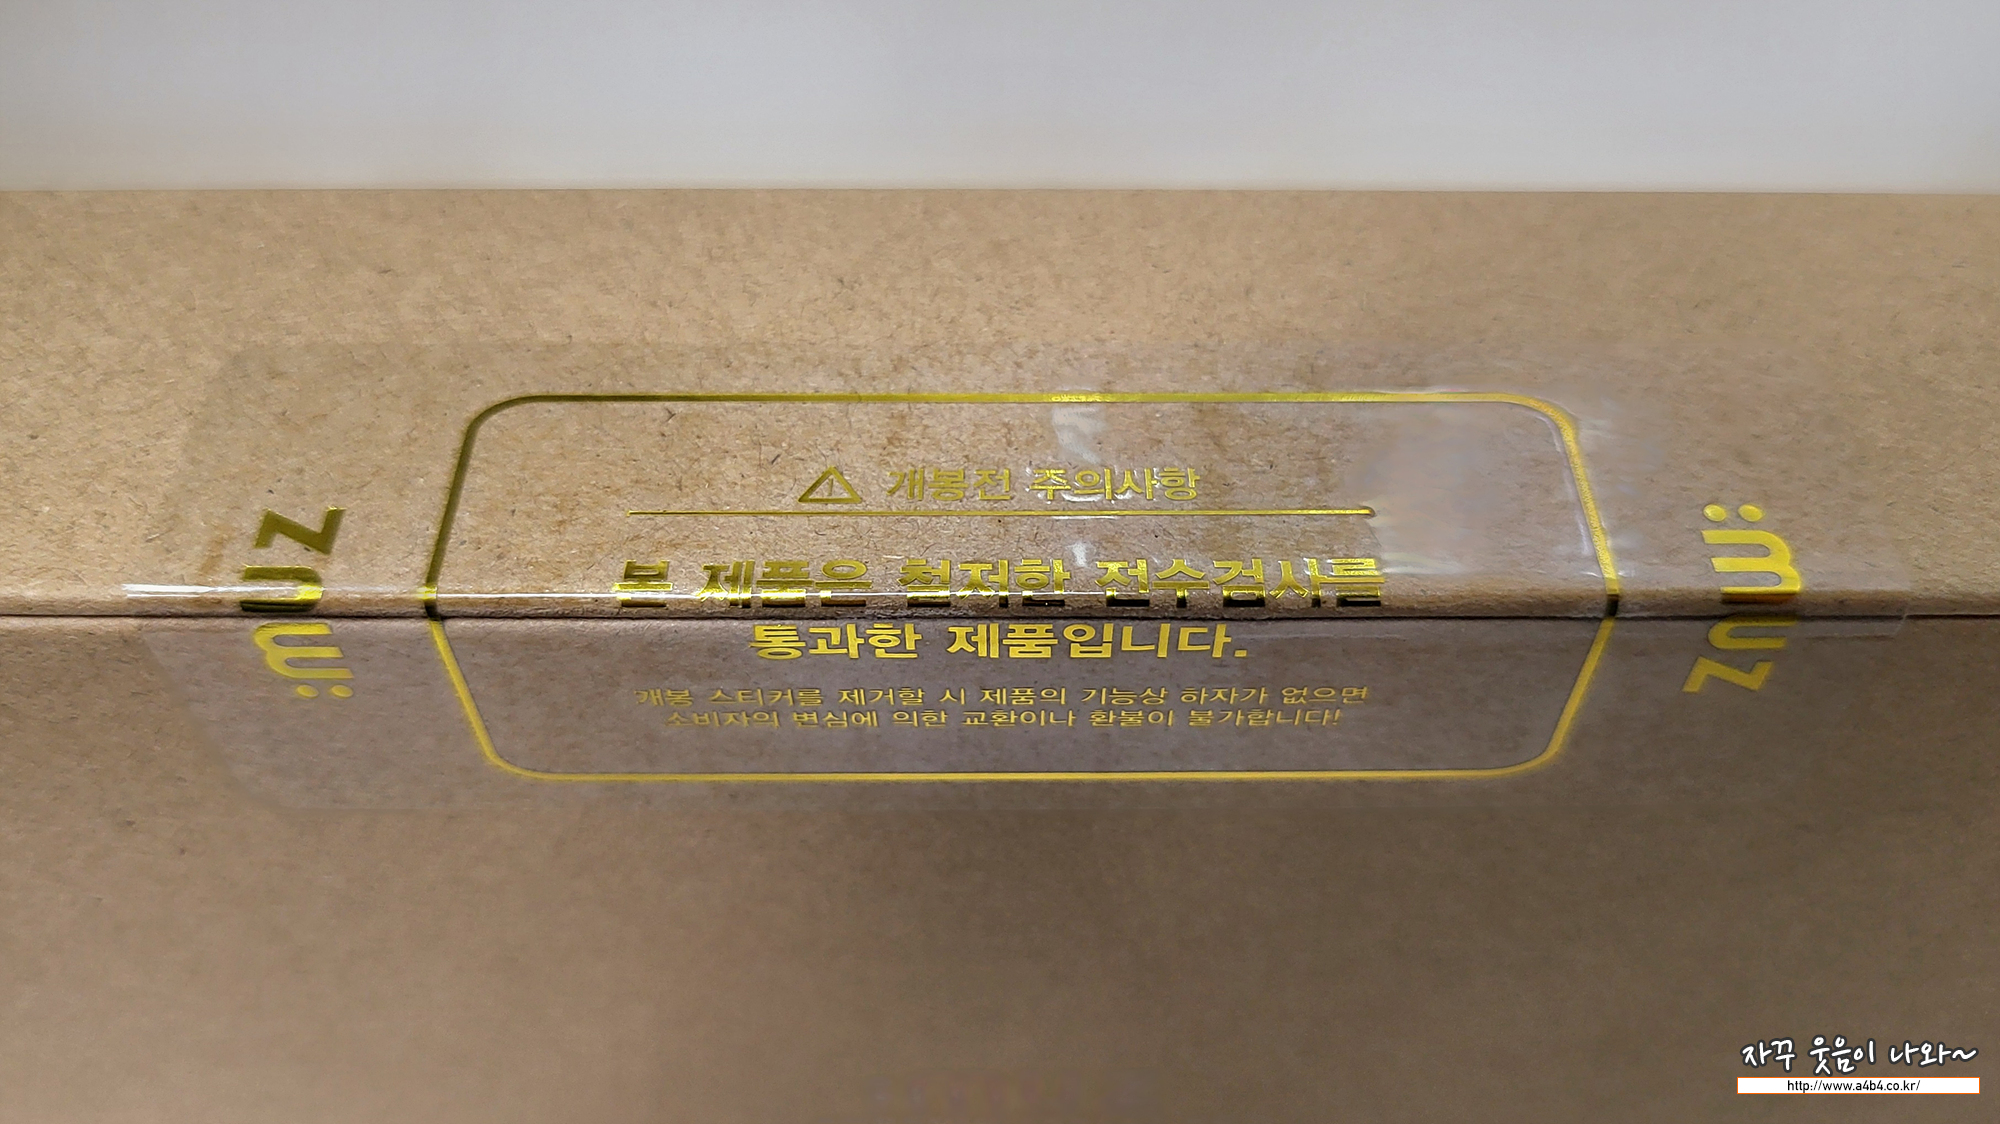 ⚠ 개봉전 주의사항
본 제품은 철저한 전수검사를
통과한 제품입니다.
개봉 스티커를 제거할 시 제품의 기능상 하자가 없으면
소비자의 변심에 의한 교환이나 환불이 불가합니다!
muz
muz
자꾸 웃음이 나와~
http://www.a4b4.co.kr/